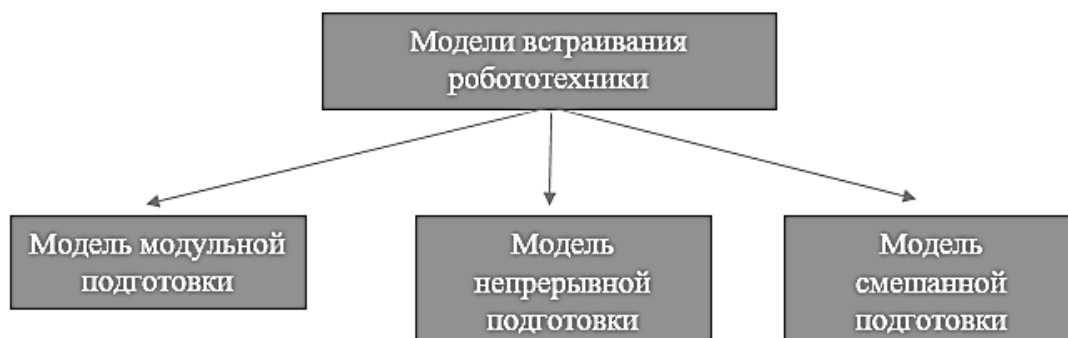 Модели встраивания
робототехники
Модель модульной
подготовки
Модель
непрерывной
подготовки
Модель
смешанной
подготовки